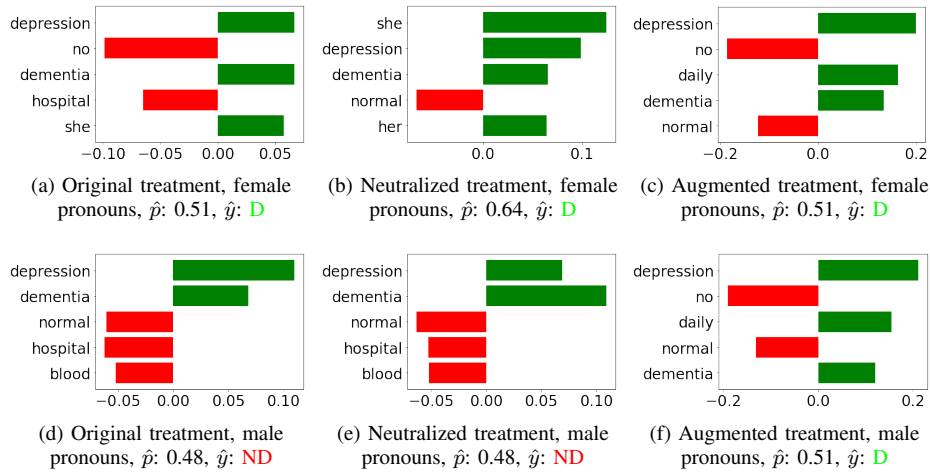 depression
no
dementia
hospital
she
−0.10 −0.05 0.00 0.05
(a) Original treatment, female
pronouns, p̂: 0.51, ŷ: D
she
depression
dementia
normal
her
0.0 0.1
(b) Neutralized treatment, female
pronouns, p̂: 0.64, ŷ: D
depression
no
daily
dementia
normal
−0.2 0.0 0.2
(c) Augmented treatment, female
pronouns, p̂: 0.51, ŷ: D
depression
dementia
normal
hospital
blood
−0.05 0.00 0.05 0.10
(d) Original treatment, male
pronouns, p̂: 0.48, ŷ: ND
depression
dementia
normal
hospital
blood
−0.05 0.00 0.05 0.10
(e) Neutralized treatment, male
pronouns, p̂: 0.48, ŷ: ND
depression
no
daily
normal
dementia
−0.2 0.0 0.2
(f) Augmented treatment, male
pronouns, p̂: 0.51, ŷ: D